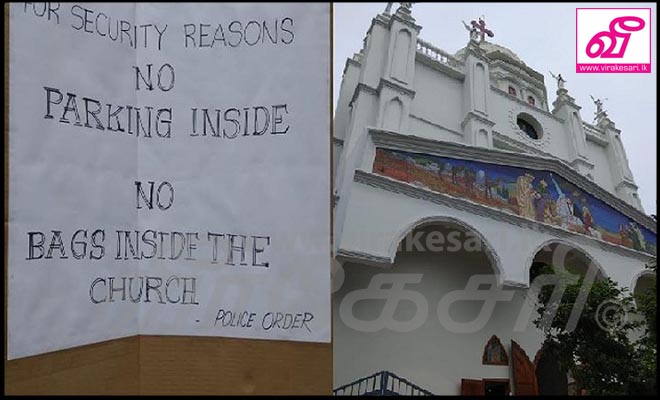 FOR SECURITY REASONS
NO
PARKING INSIDE
NO
BAGS INSIDE THE
CHURCH
- POLICE ORDER
வீ
www.virakesari.lk